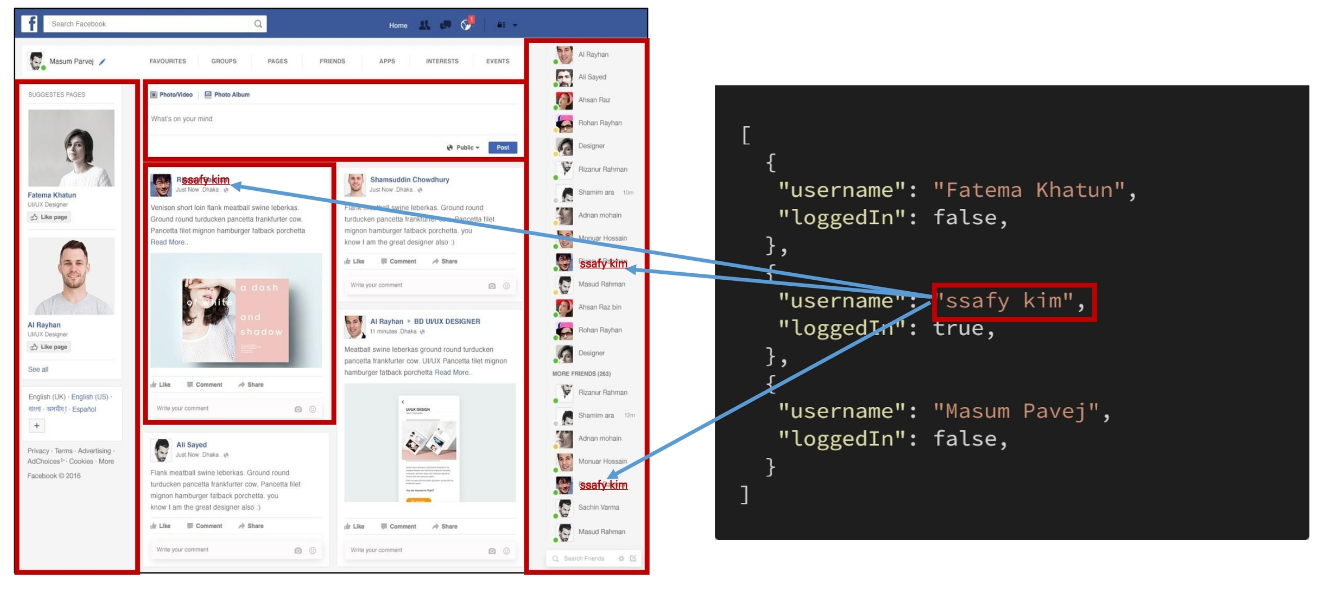 f Search Facebook
Home 1
Masum Parvej
FAVOURITES GROUPS PAGES FRIENDS APPS INTERESTS EVENTS
SUGGESTES PAGES
Fatema Khatun
UI/UX Designer
Like page
Al Rayhan
UI/UX Designer
Like page
See all
English (UK) · English (US) ·
Español
+
Privacy · Terms · Advertising ·
AdChoices · Cookies · More
Facebook © 2016
Photo/Video Photo Album
What's on your mind
Public Post
ssafy kim
Just Now Dhaka.
Venison short loin flank meatball swine leberkas.
Ground round turducken pancetta frankfurter cow.
Pancetta filet mignon hamburger fatback porchetta
Read More..
a dash
of white
and
shadow
Like Comment Share
Write your comment
Ali Sayed
Just Now Dhaka.
Flank meatball swine leberkas. Ground round
turducken pancetta frankfurter cow. Pancetta filet
mignon hamburger fatback porchetta. you
know I am the great designer also :)
Like Comment Share
Write your comment
Shamsuddin Chowdhury
Just Now Dhaka.
Flank meatball swine leberkas. Ground round
turducken pancetta frankfurter cow. Pancetta filet
mignon hamburger fatback porchetta. you
know I am the great designer also :)
Like Comment Share
Write your comment
Al Rayhan BD UI/UX DESIGNER
11 minutes Dhaka
Meatball swine leberkas ground round turducken
pancetta frankfurter cow. UI/UX Pancetta filet mignon
hamburger fatback porchetta Read More..
UI/UX DESIGN
Like Comment Share
Write your comment
Al Rayhan
Ali Sayed
Ahsan Raz
Rohan Rayhan
Designer
Rizanur Rahman
Shamim ara 10m
Adnan mohain
Monuar Hossain
ssafy kim
Masud Rahman
Ahsan Raz bin
Rohan Rayhan
Designer
MORE FRIENDS (263)
Rizanur Rahman
Shamim ara 12m
Adnan mohain
Monuar Hossain
ssafy kim
Sachin Varma
Masud Rahman
Search Friends
[
{
"username": "Fatema Khatun",
"loggedIn": false,
},
{
"username": "ssafy kim",
"loggedIn": true,
},
{
"username": "Masum Pavej",
"loggedIn": false,
}
]